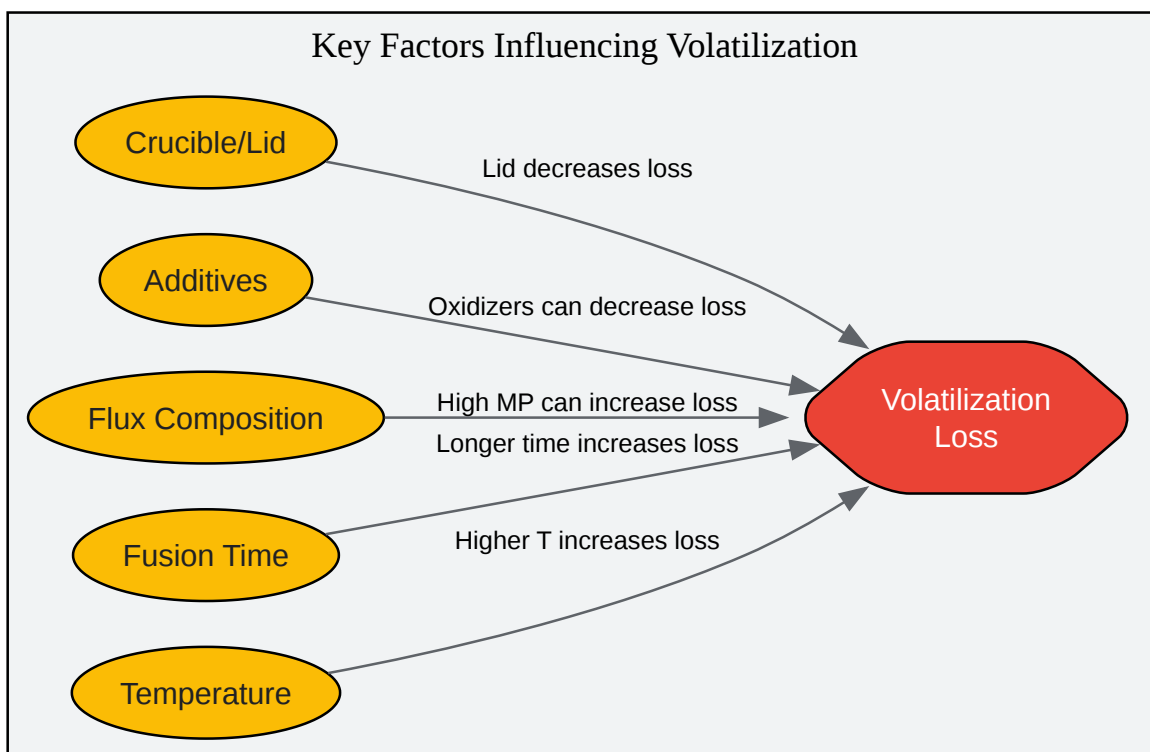 Key Factors Influencing Volatilization
Crucible/Lid
Lid decreases loss
Additives
Oxidizers can decrease loss
Flux Composition
High MP can increase loss
Longer time increases loss
Volatilization
Loss
Fusion Time
Higher T increases loss
Temperature